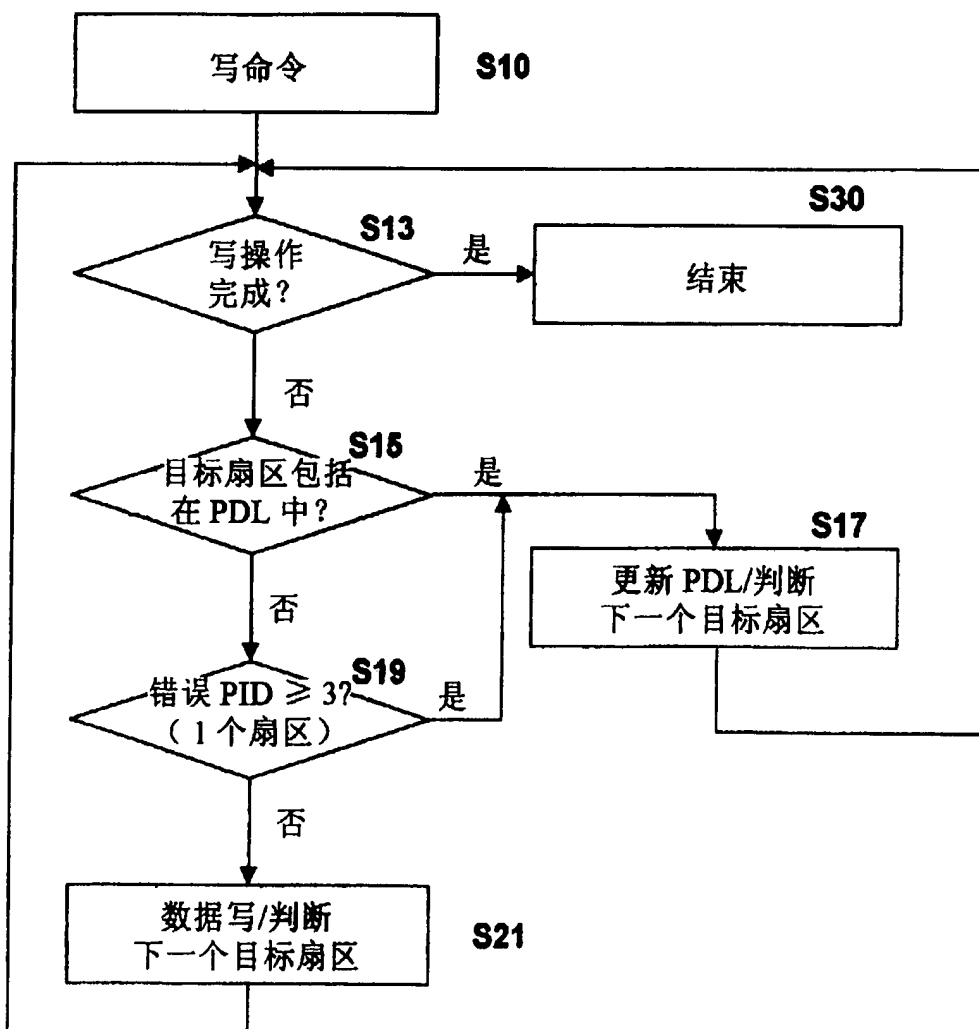 写命令
S10
S30
S13
写操作
完成？
是
结束
否
S15
目标扇区包括
在 PDL 中？
是
S17
更新 PDL/判断
下一个目标扇区
否
S19
错误 PID ≥ 3?
（1 个扇区）
是
否
数据写/判断
下一个目标扇区
S21